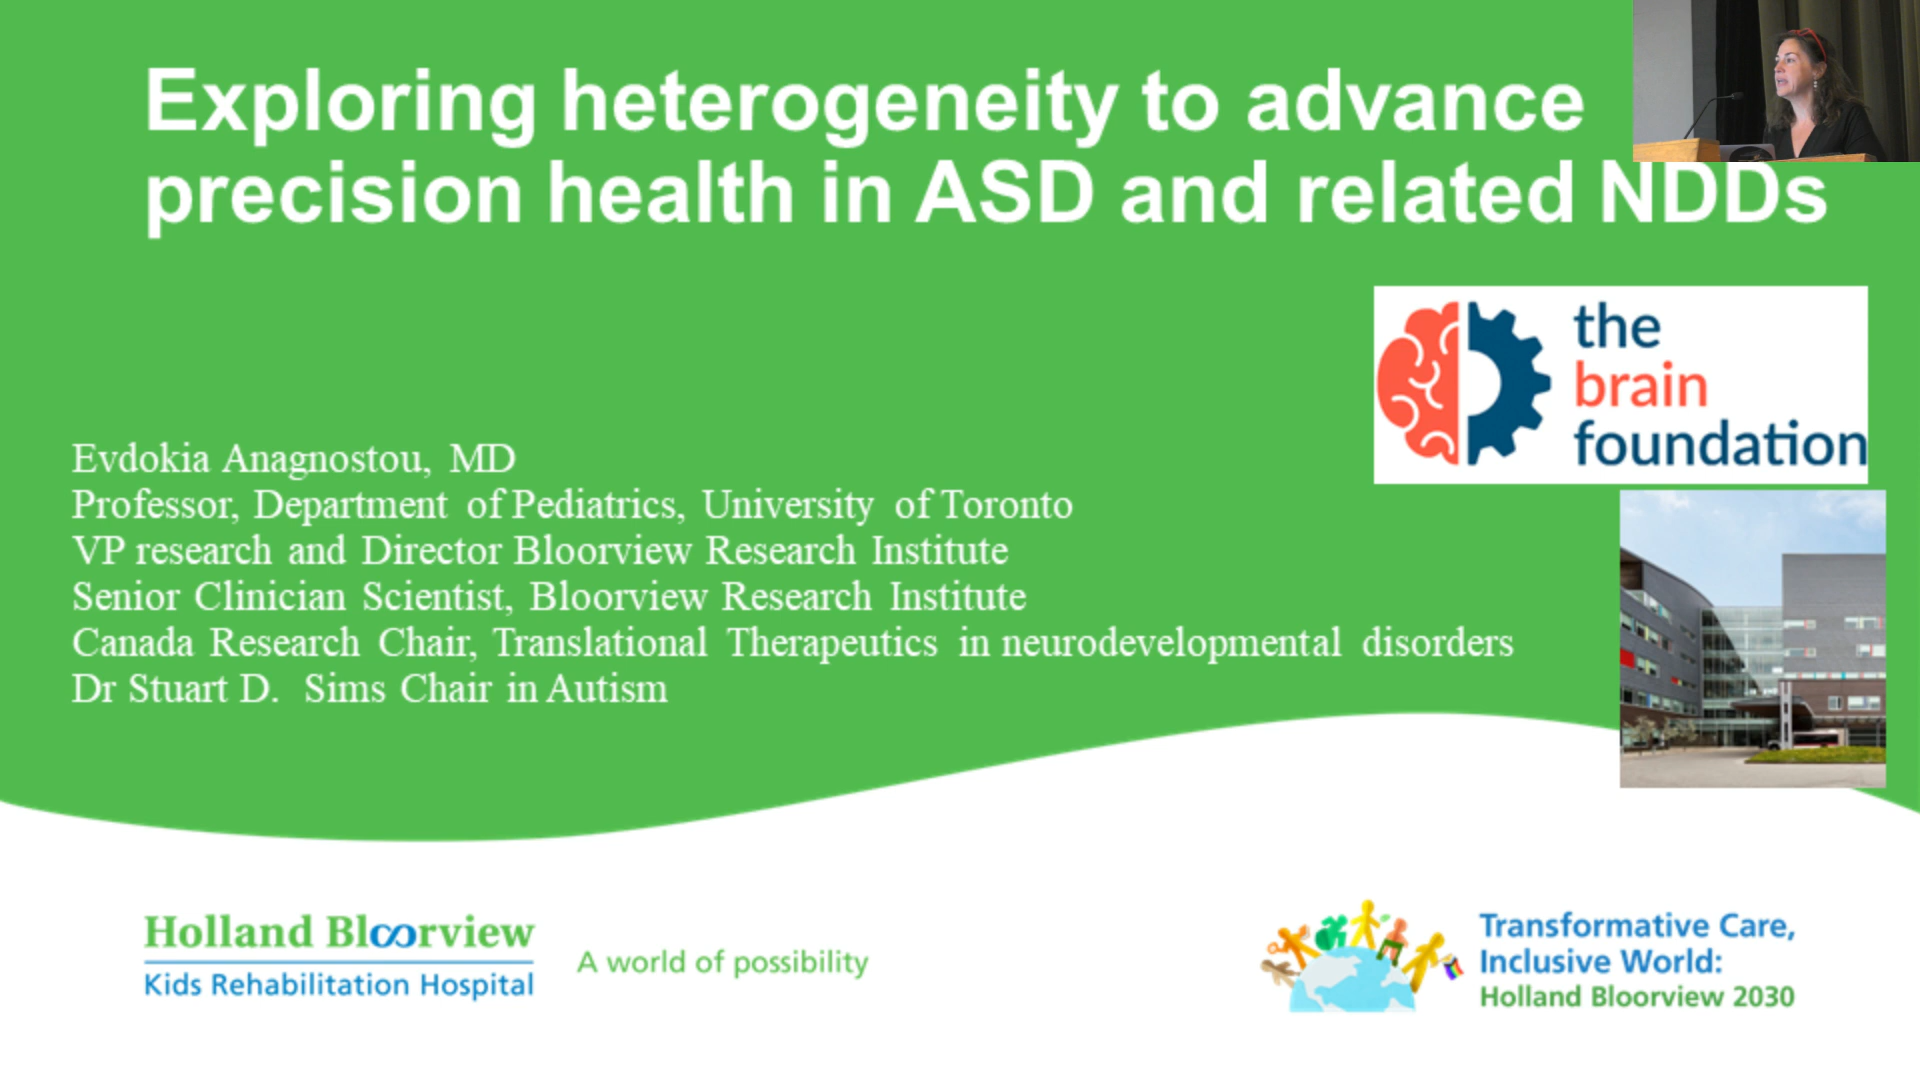 Exploring heterogeneity to advance
precision health in ASD and related NDDs
the
brain
foundation
Evdokia Anagnostou, MD
Professor, Department of Pediatrics, University of Toronto
VP research and Director Bloorview Research Institute
Senior Clinician Scientist, Bloorview Research Institute
Canada Research Chair, Translational Therapeutics in neurodevelopmental disorders
Dr Stuart D. Sims Chair in Autism
Holland Bloorview
Kids Rehabilitation Hospital
A world of possibility
Transformative Care,
Inclusive World:
Holland Bloorview 2030